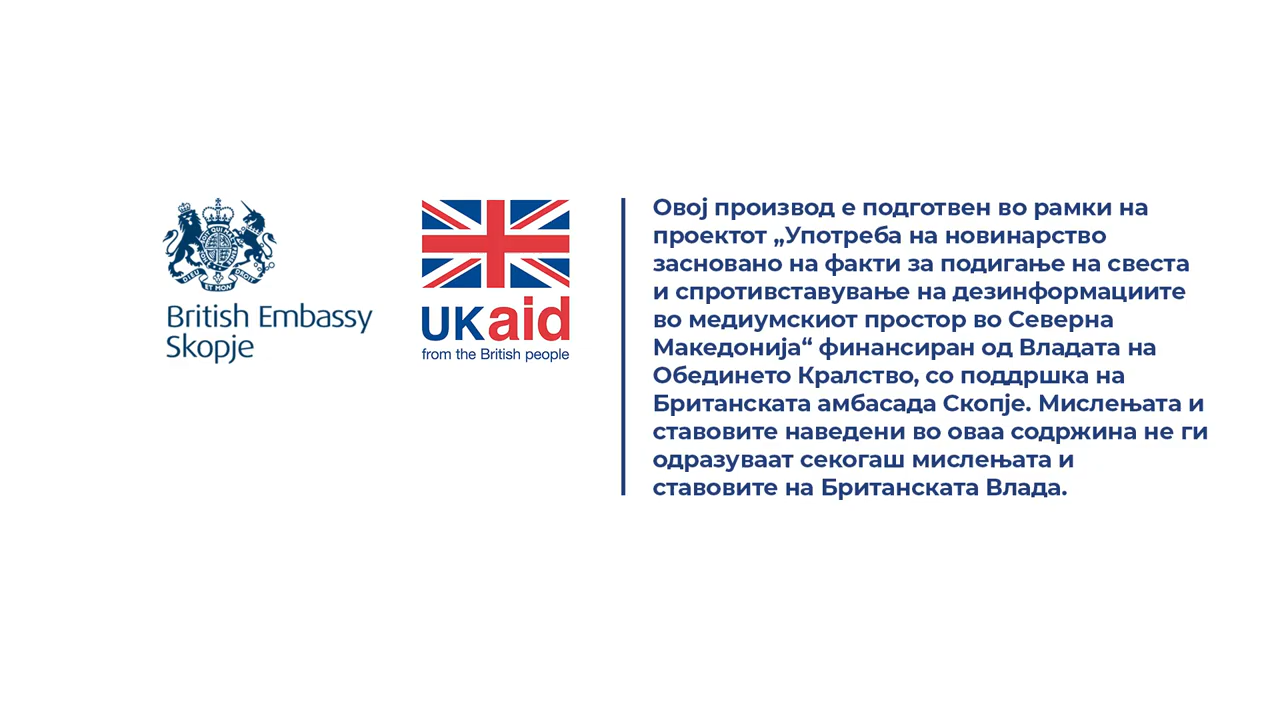 British Embassy
Skopje
UKaid
from the British people
Овој производ е подготвен во рамки на
проектот „Употреба на новинарство
засновано на факти за подигање на свеста
и спротивставување на дезинформациите
во медиумскиот простор во Северна
Македонија“ финансиран од Владата на
Обединето Кралство, со поддршка на
Британската амбасада Скопје. Мислењата и
ставовите наведени во оваа содржина не ги
одразуваат секогаш мислењата и
ставовите на Британската Влада.